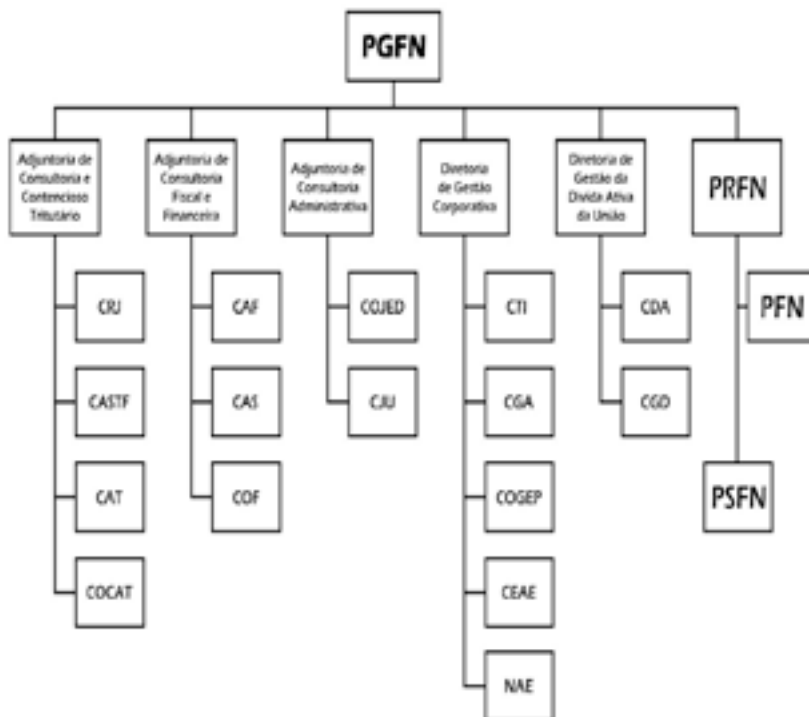 PGFN
Adjuntoria de
Consultoria e
Contencioso
Tritutário
Adjuntoria de
Consultoria
Fiscal e
Financeira
Adjuntoria de
Consultoria
Administrativa
Diretoria
de Gestão
Corporativa
Diretoria de
Gestão da
Divida Ativa
da União
PRFN
CRJ
CAF
COJED
CTI
CDA
PFN
CASTF
CAS
CJU
CGA
CGD
CAT
COF
COGEP
PSFN
COCAT
CEAE
NAE